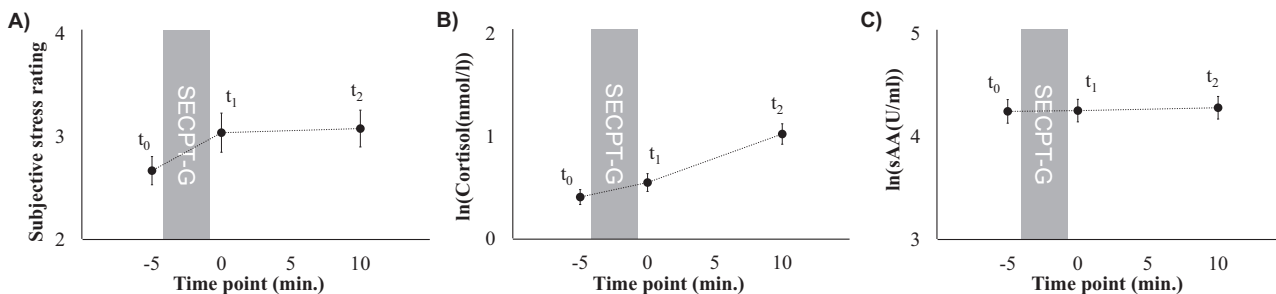 A)
Subjective stress rating
4
3
2
SECPT-G
t0
t1
t2
-5 0 5 10
Time point (min.)
B)
ln(Cortisol(nmol/l))
2
1
0
SECPT-G
t0
t1
t2
-5 0 5 10
Time point (min.)
C)
ln(sAA(U/ml))
5
4
3
SECPT-G
t0
t1
t2
-5 0 5 10
Time point (min.)